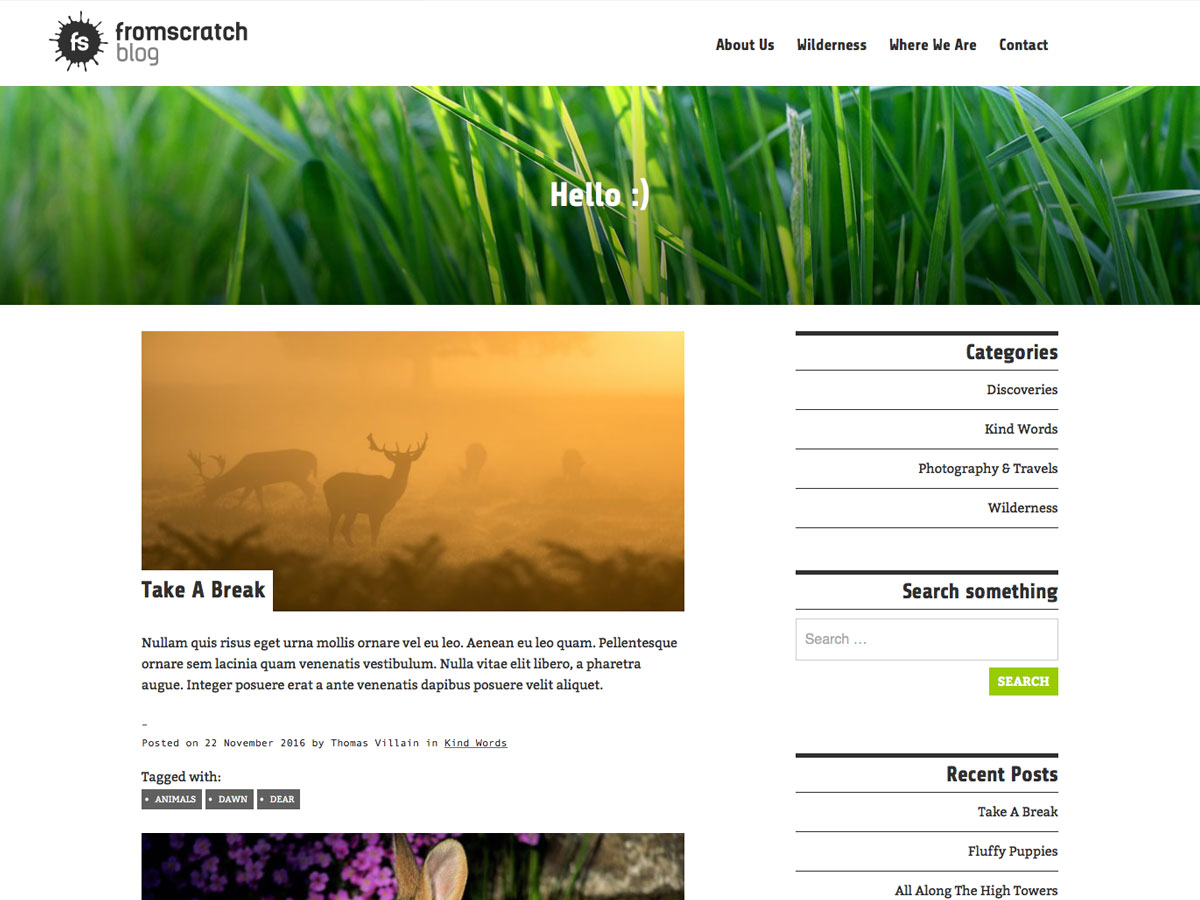 fs
fromscratch
blog
About Us
Wilderness
Where We Are
Contact
Hello :)
Take A Break
Nullam quis risus eget urna mollis ornare vel eu leo. Aenean eu leo quam. Pellentesque
ornare sem lacinia quam venenatis vestibulum. Nulla vitae elit libero, a pharetra
augue. Integer posuere erat a ante venenatis dapibus posuere velit aliquet.
–
Posted on 22 November 2016 by Thomas Villain in Kind Words
Tagged with:
• ANIMALS • DAWN • DEAR
Categories
Discoveries
Kind Words
Photography & Travels
Wilderness
Search something
Search …
SEARCH
Recent Posts
Take A Break
Fluffy Puppies
All Along The High Towers